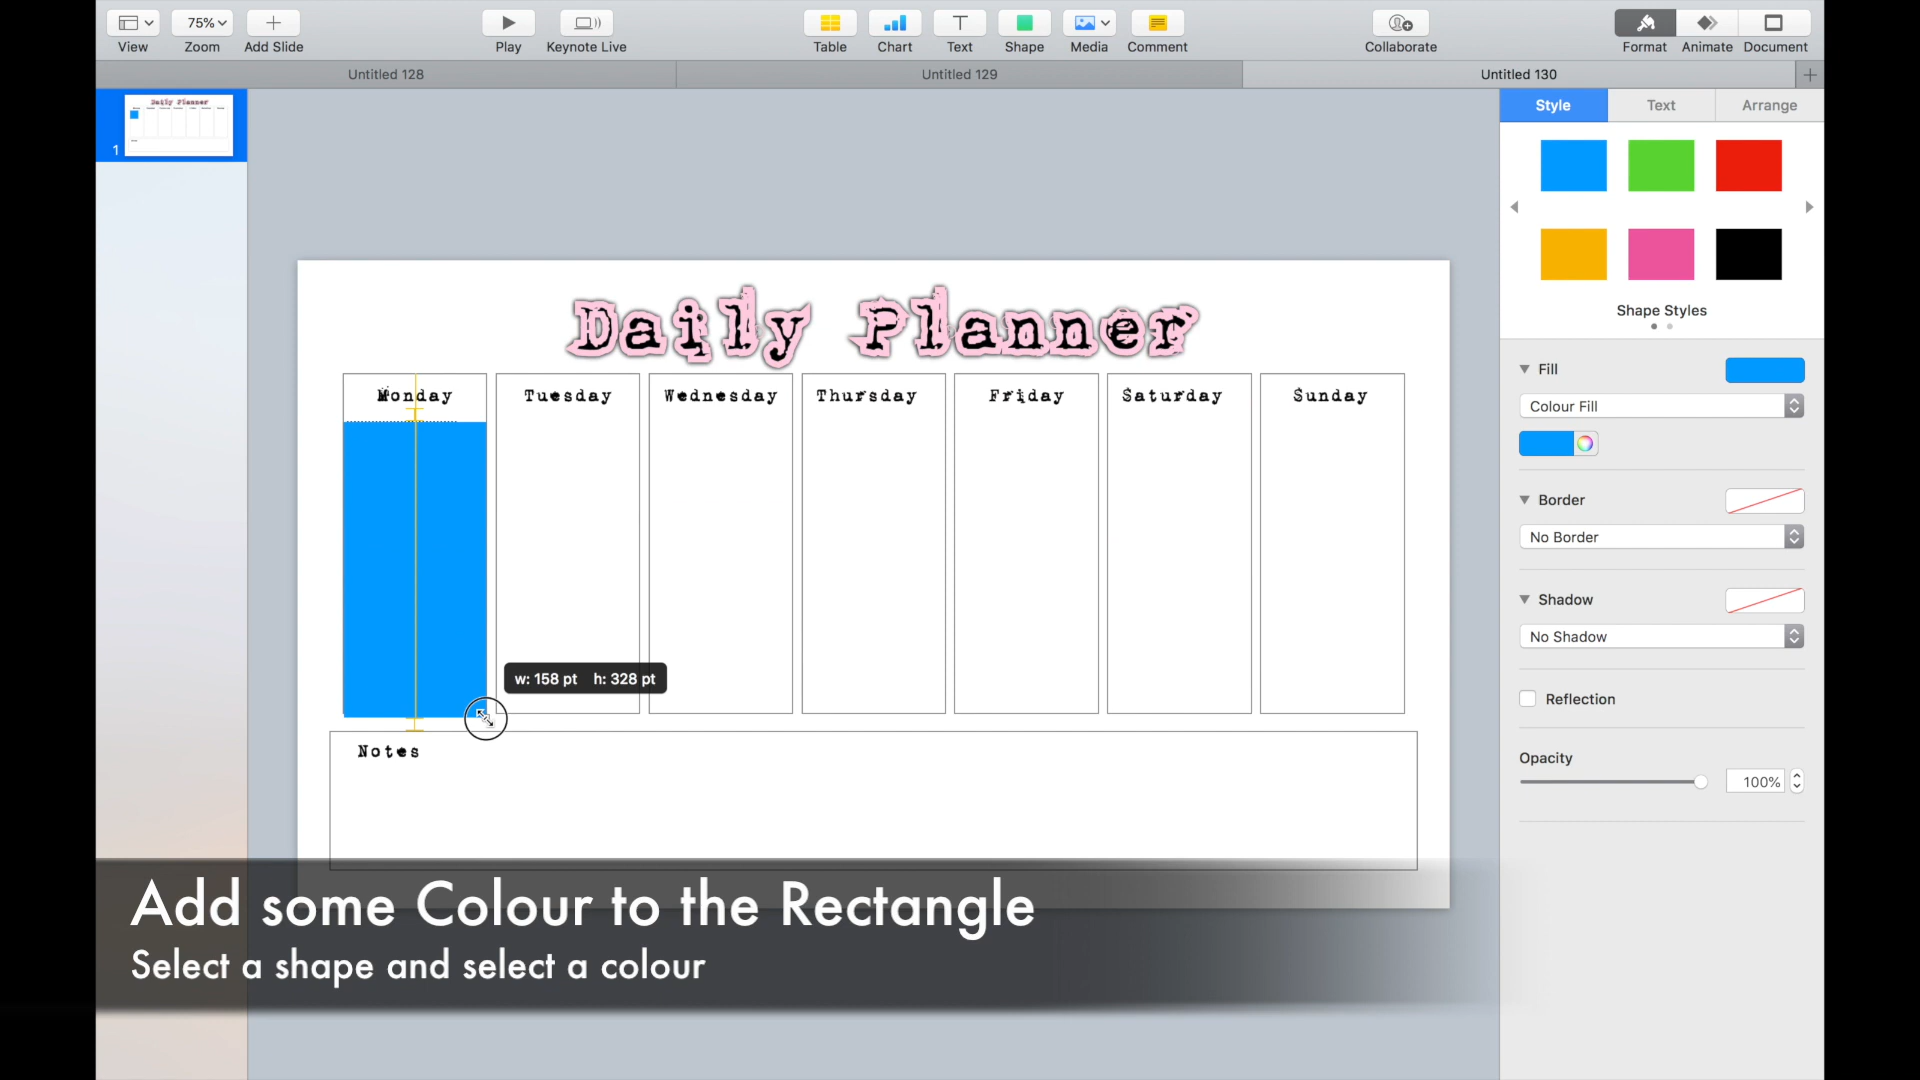 75%
View Zoom Add Slide Play Keynote Live Table Chart Text Shape Media Comment Collaborate Format Animate Document
Untitled 128 Untitled 129 Untitled 130
Style Text Arrange
1
Daily Planner
Shape Styles
Daily Planner
Fill
Monday Tuesday Wednesday Thursday Friday Saturday Sunday
Colour Fill
Border
No Border
Shadow
No Shadow
w: 158 pt h: 328 pt
Reflection
Notes
Opacity
100%
Add some Colour to the Rectangle
Select a shape and select a colour